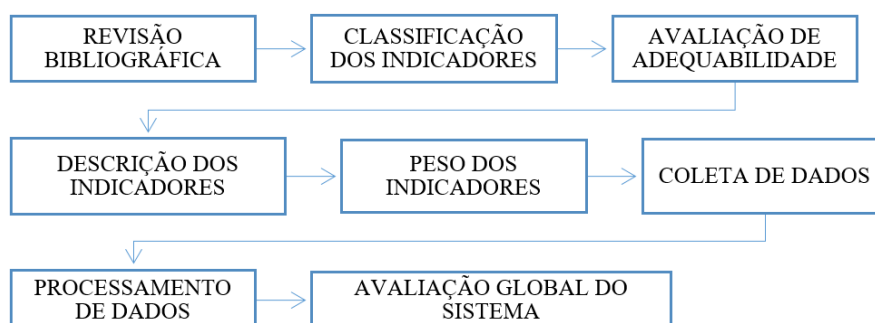 REVISÃO
BIBLIOGRÁFICA
CLASSIFICAÇÃO
DOS INDICADORES
AVALIAÇÃO DE
ADEQUABILIDADE
DESCRIÇÃO DOS
INDICADORES
PESO DOS
INDICADORES
COLETA DE DADOS
PROCESSAMENTO
DE DADOS
AVALIAÇÃO GLOBAL DO
SISTEMA